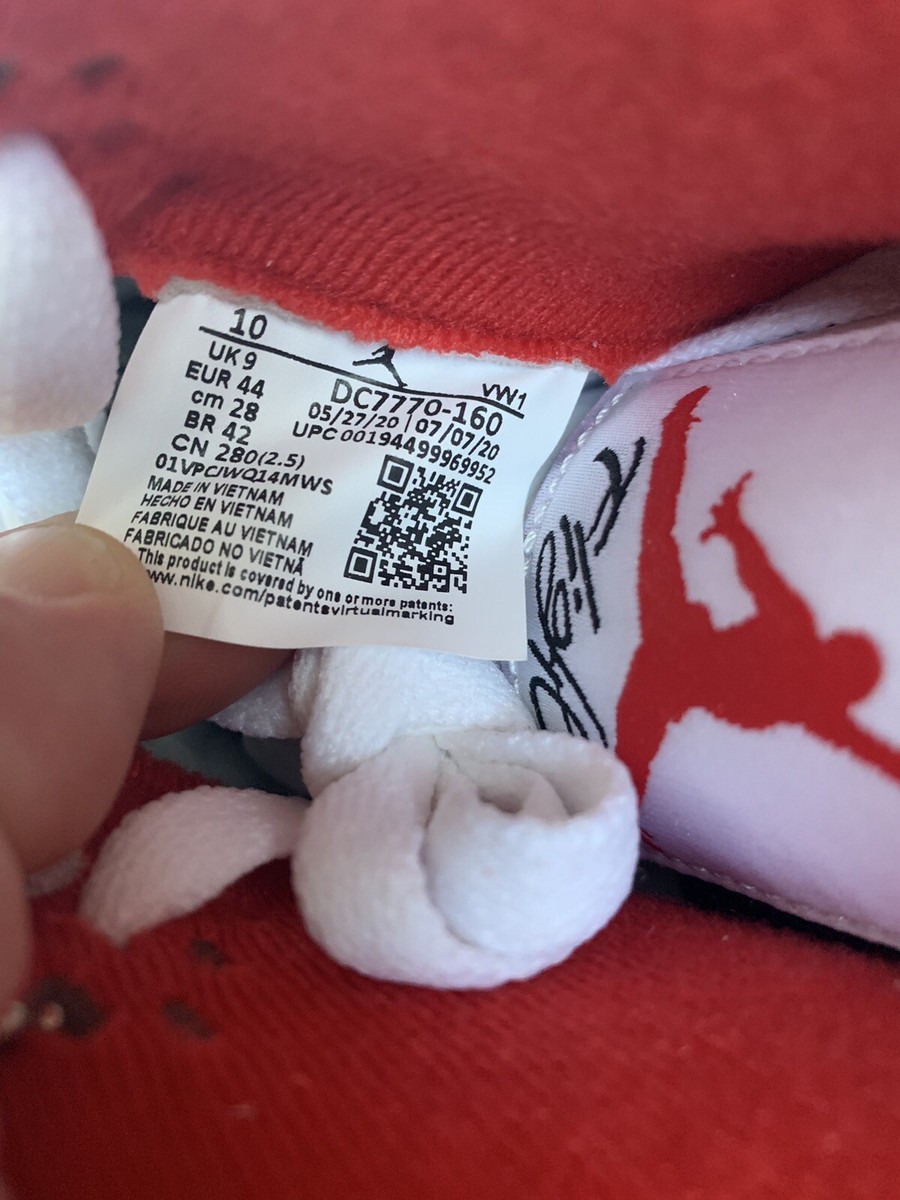 10
VW1
UK 9
EUR 44
cm 28
BR 42
CN 280(2.5)
DC7770-160
05/27/20 | 07/07/20
UPC 00194499969952
01VPCJWQ14MWS
MADE IN VIETNAM
HECHO EN VIETNAM
FABRIQUE AU VIETNAM
FABRICADO NO VIETNÃ
This product is covered by one or more patents:
www.nike.com/patentsvirtualmarking